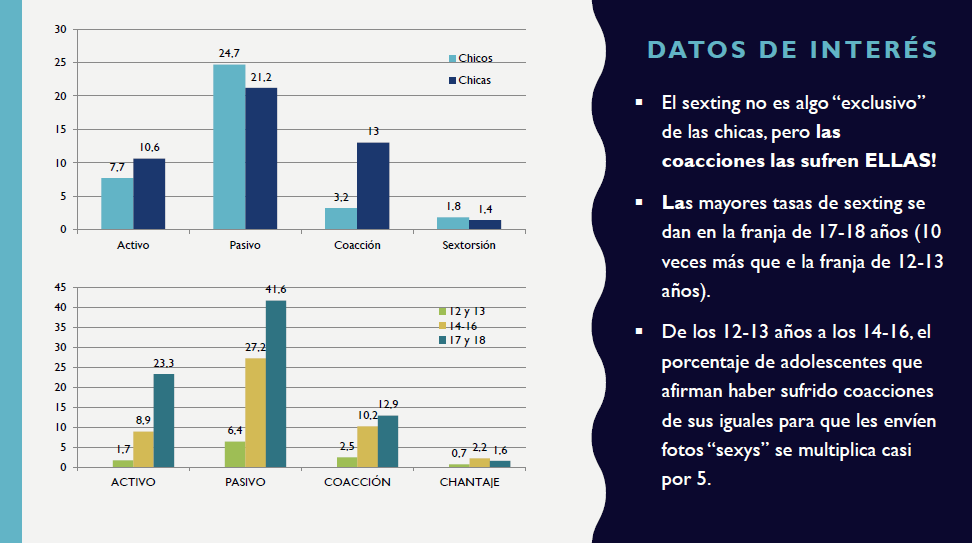 30
25
20
15
10
5
0
7,7
10,6
24,7
21,2
3,2
13
1,8
1,4
Activo
Pasivo
Coacción
Sextorsión
Chicos
Chicas
45
40
35
30
25
20
15
10
5
0
1,7
8,9
23,3
6,4
27,2
41,6
2,5
10,2
12,9
0,7
2,2
1,6
ACTIVO
PASIVO
COACCIÓN
CHANTAJE
12 y 13
14-16
17 y 18
DATOS DE INTERÉS
▪ El sexting no es algo “exclusivo”
de las chicas, pero las
coacciones las sufren ELLAS!
▪ Las mayores tasas de sexting se
dan en la franja de 17-18 años (10
veces más que e la franja de 12-13
años).
▪ De los 12-13 años a los 14-16, el
porcentaje de adolescentes que
afirman haber sufrido coacciones
de sus iguales para que les envíen
fotos “sexys” se multiplica casi
por 5.